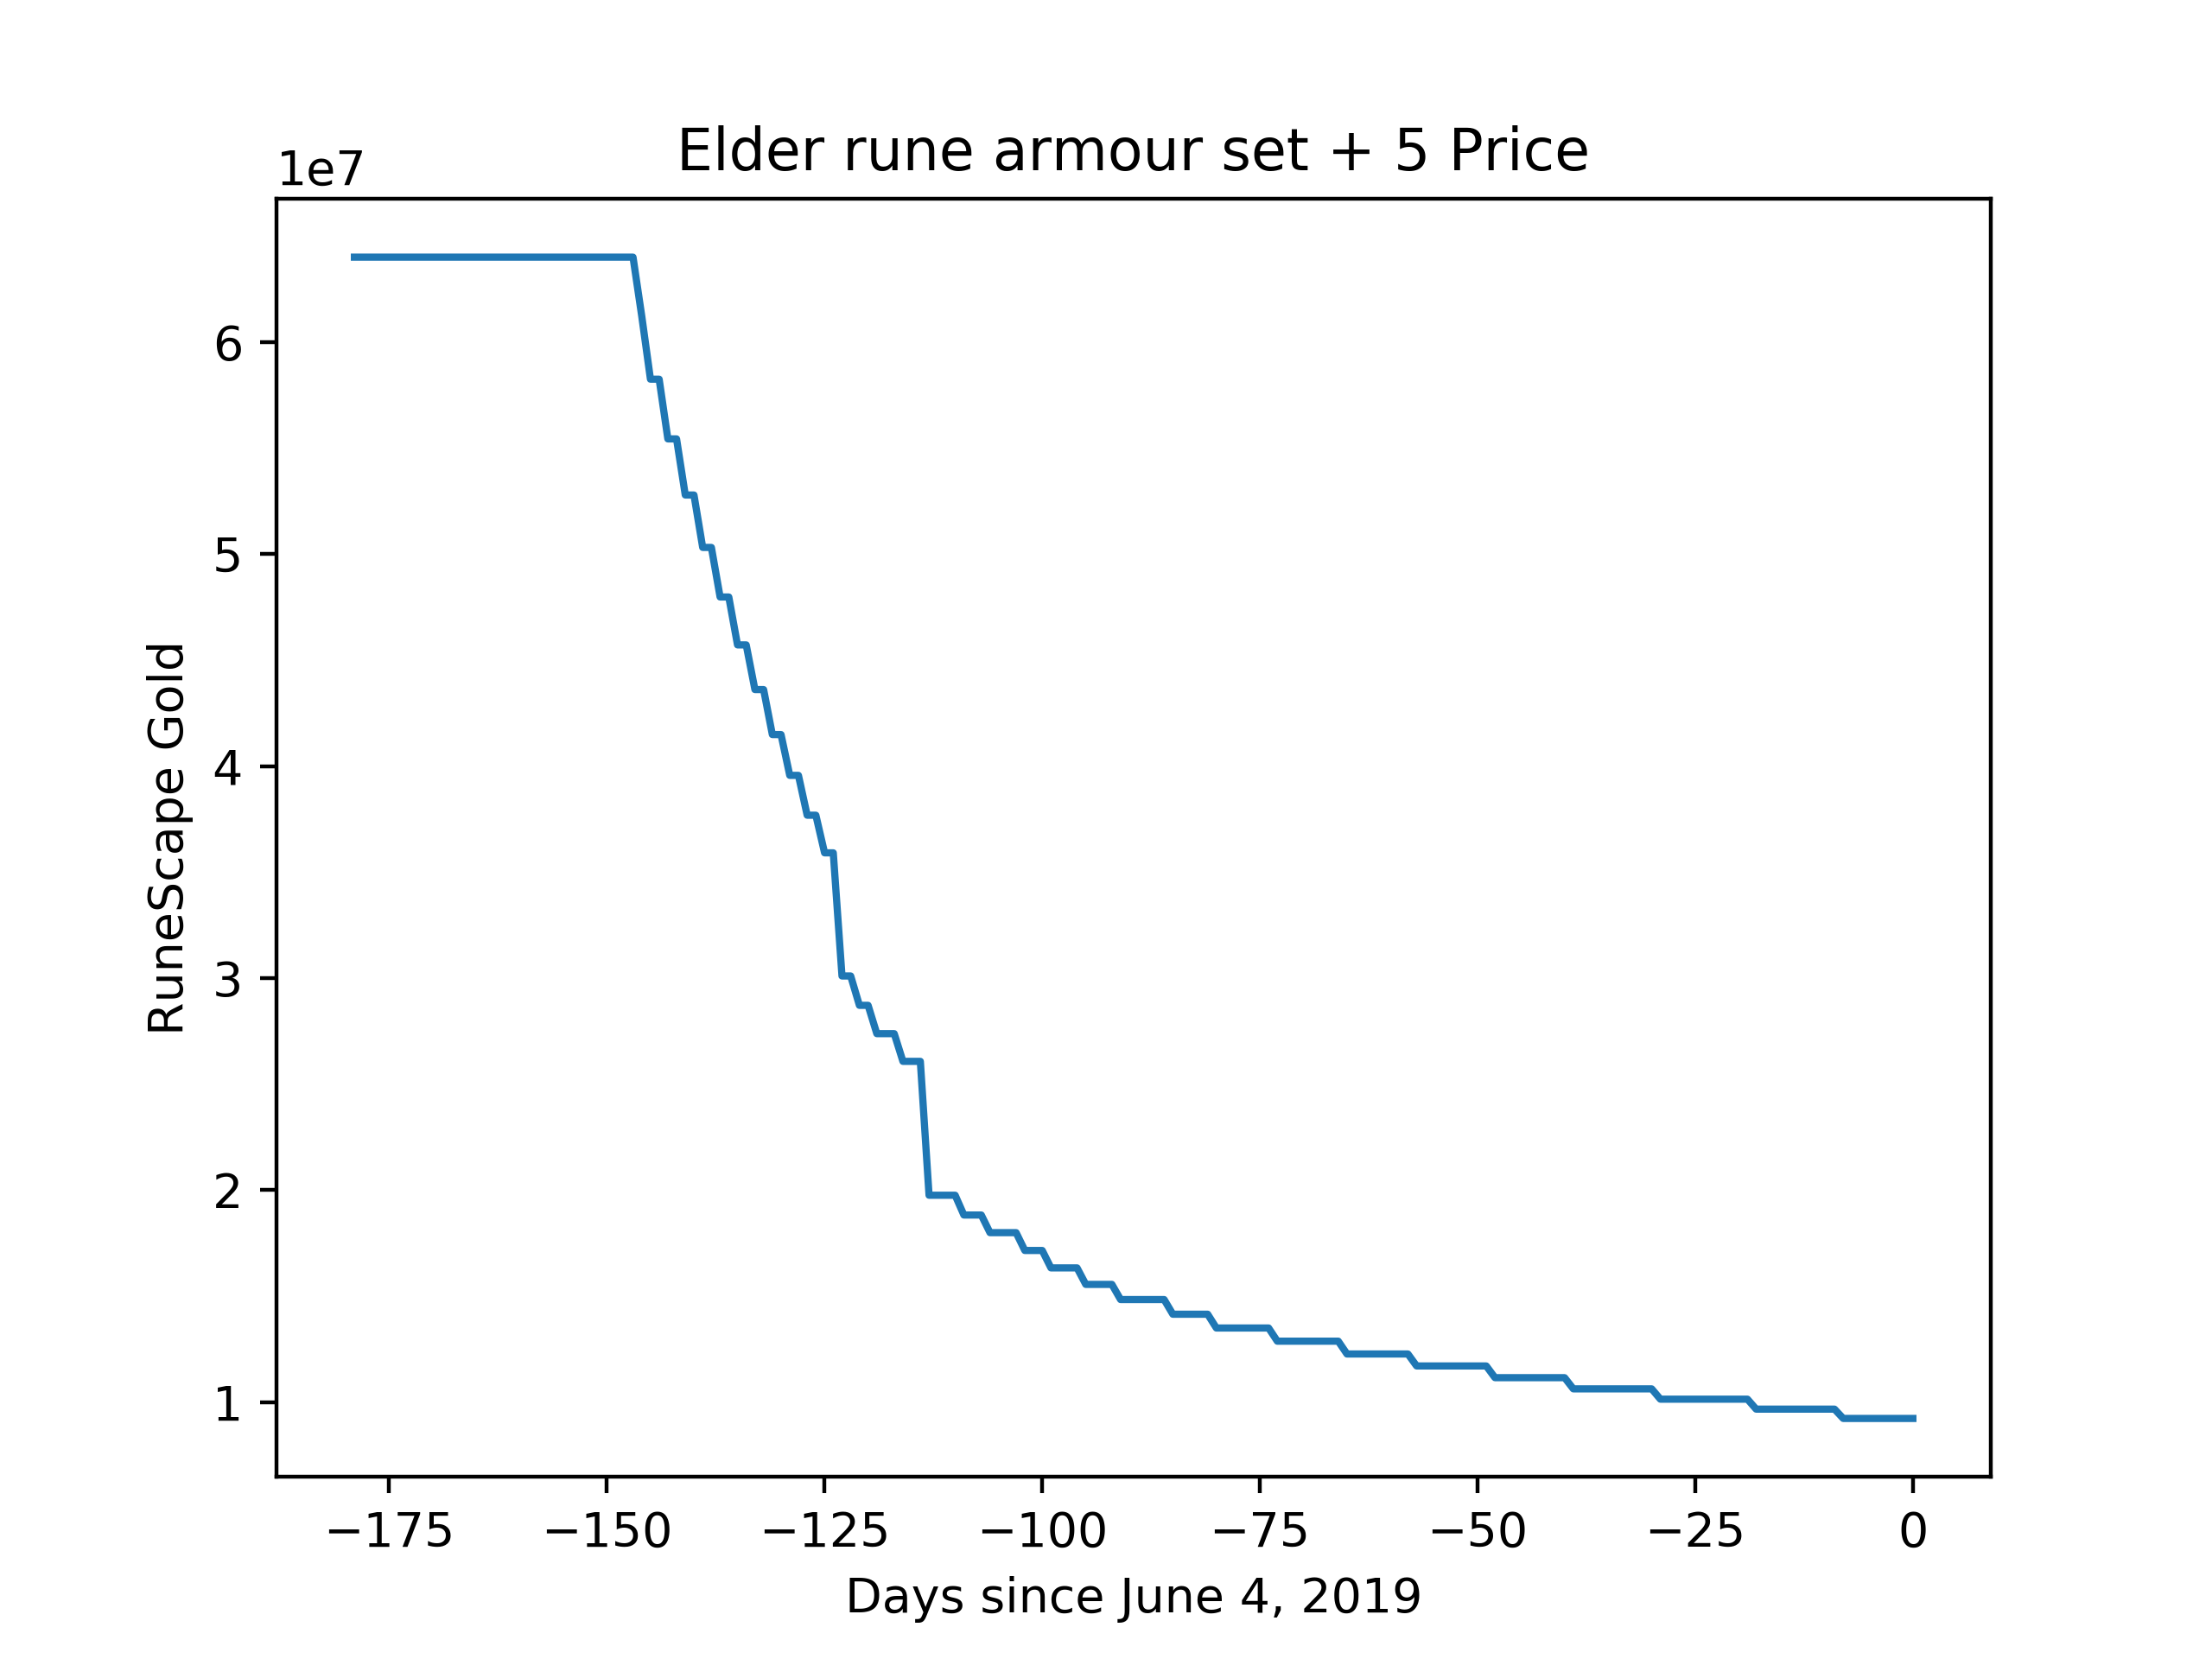 Elder rune armour set + 5 Price
1e7
6
5
4
3
2
1
RuneScape Gold
−175 −150 −125 −100 −75 −50 −25 0
Days since June 4, 2019